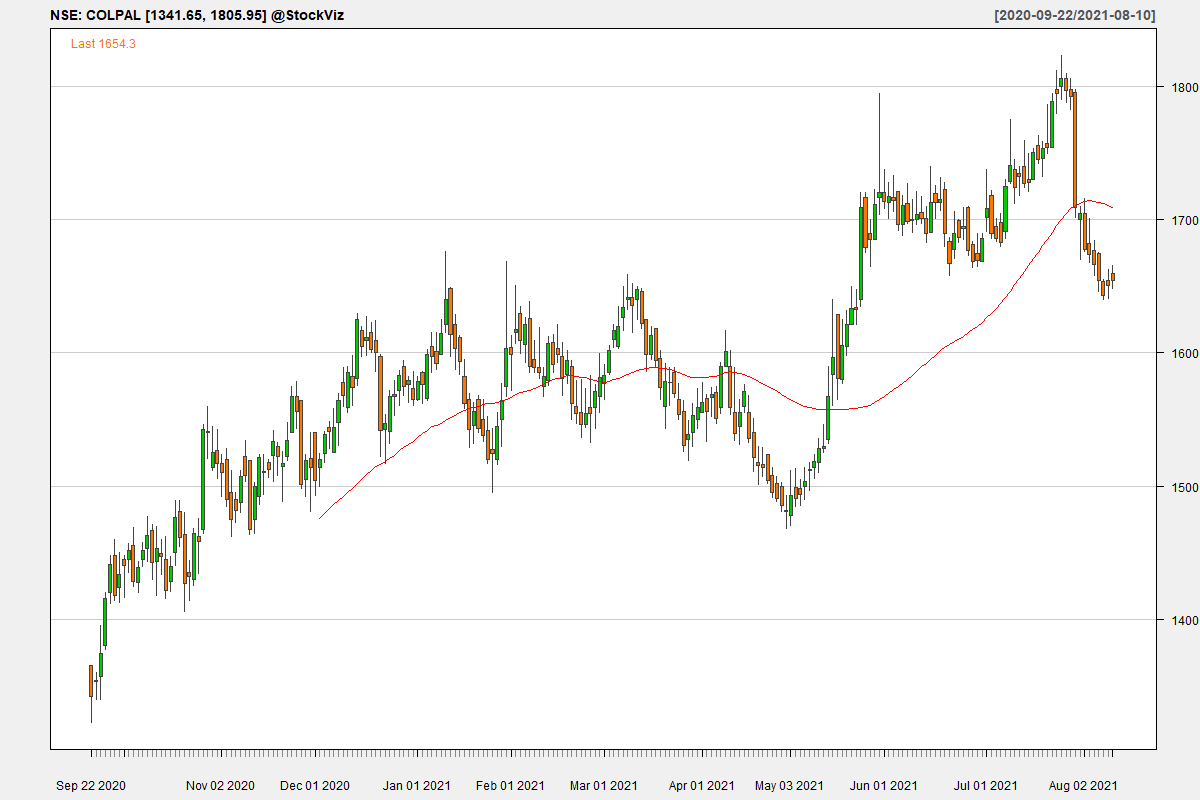 NSE: COLPAL [1341.65, 1805.95] @StockViz [2020-09-22/2021-08-10]
Last 1654.3
1800
1700
1600
1500
1400
Sep 22 2020 Nov 02 2020 Dec 01 2020 Jan 01 2021 Feb 01 2021 Mar 01 2021 Apr 01 2021 May 03 2021 Jun 01 2021 Jul 01 2021 Aug 02 2021